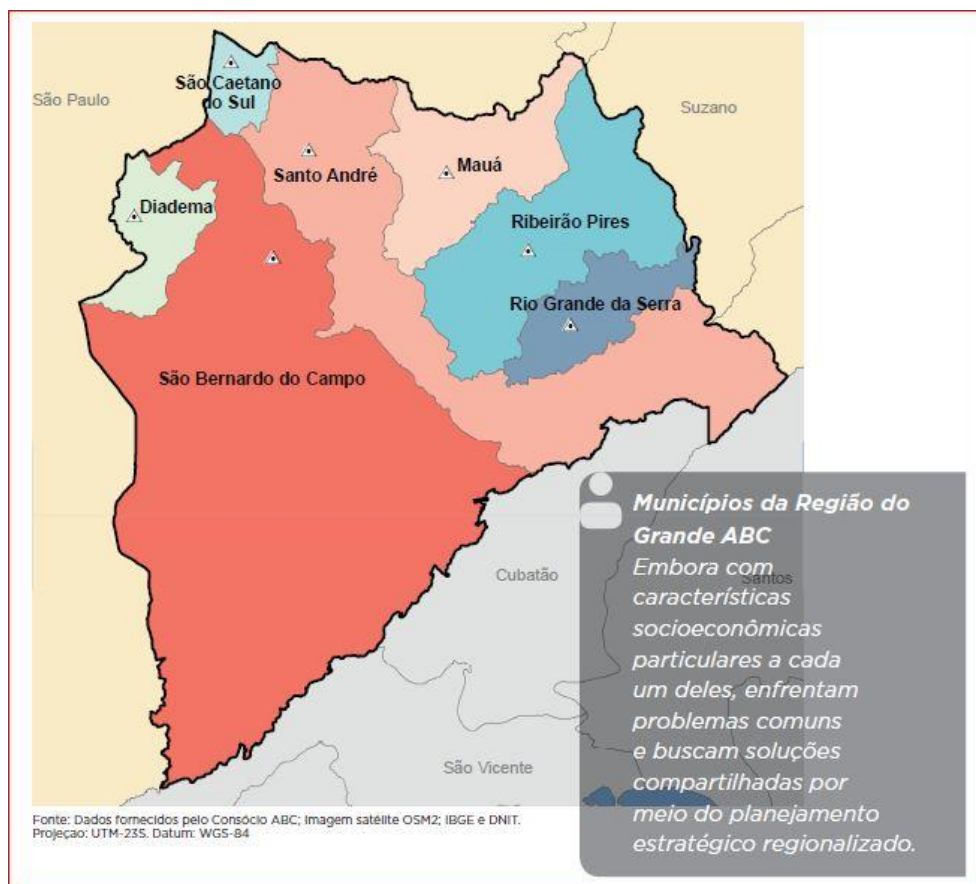 São Caetano
do Sul
São Paulo
Suzano
Santo André
Mauá
Diadema
Ribeirão Pires
Rio Grande da Serra
São Bernardo do Campo
Cubatão
Santos
São Vicente
Municípios da Região do
Grande ABC
Embora com
características
socioeconômicas
particulares a cada
um deles, enfrentam
problemas comuns
e buscam soluções
compartilhadas por
meio do planejamento
estratégico regionalizado.
Fonte: Dados fornecidos pelo Consócio ABC; Imagem satélite OSM2; IBGE e DNIT.
Projeçao: UTM-23S. Datum: WGS-84